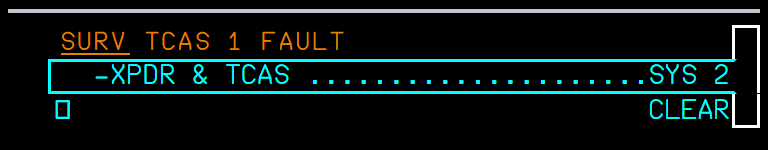 SURV TCAS 1 FAULT
-XPDR & TCAS .....................SYS 2
CLEAR